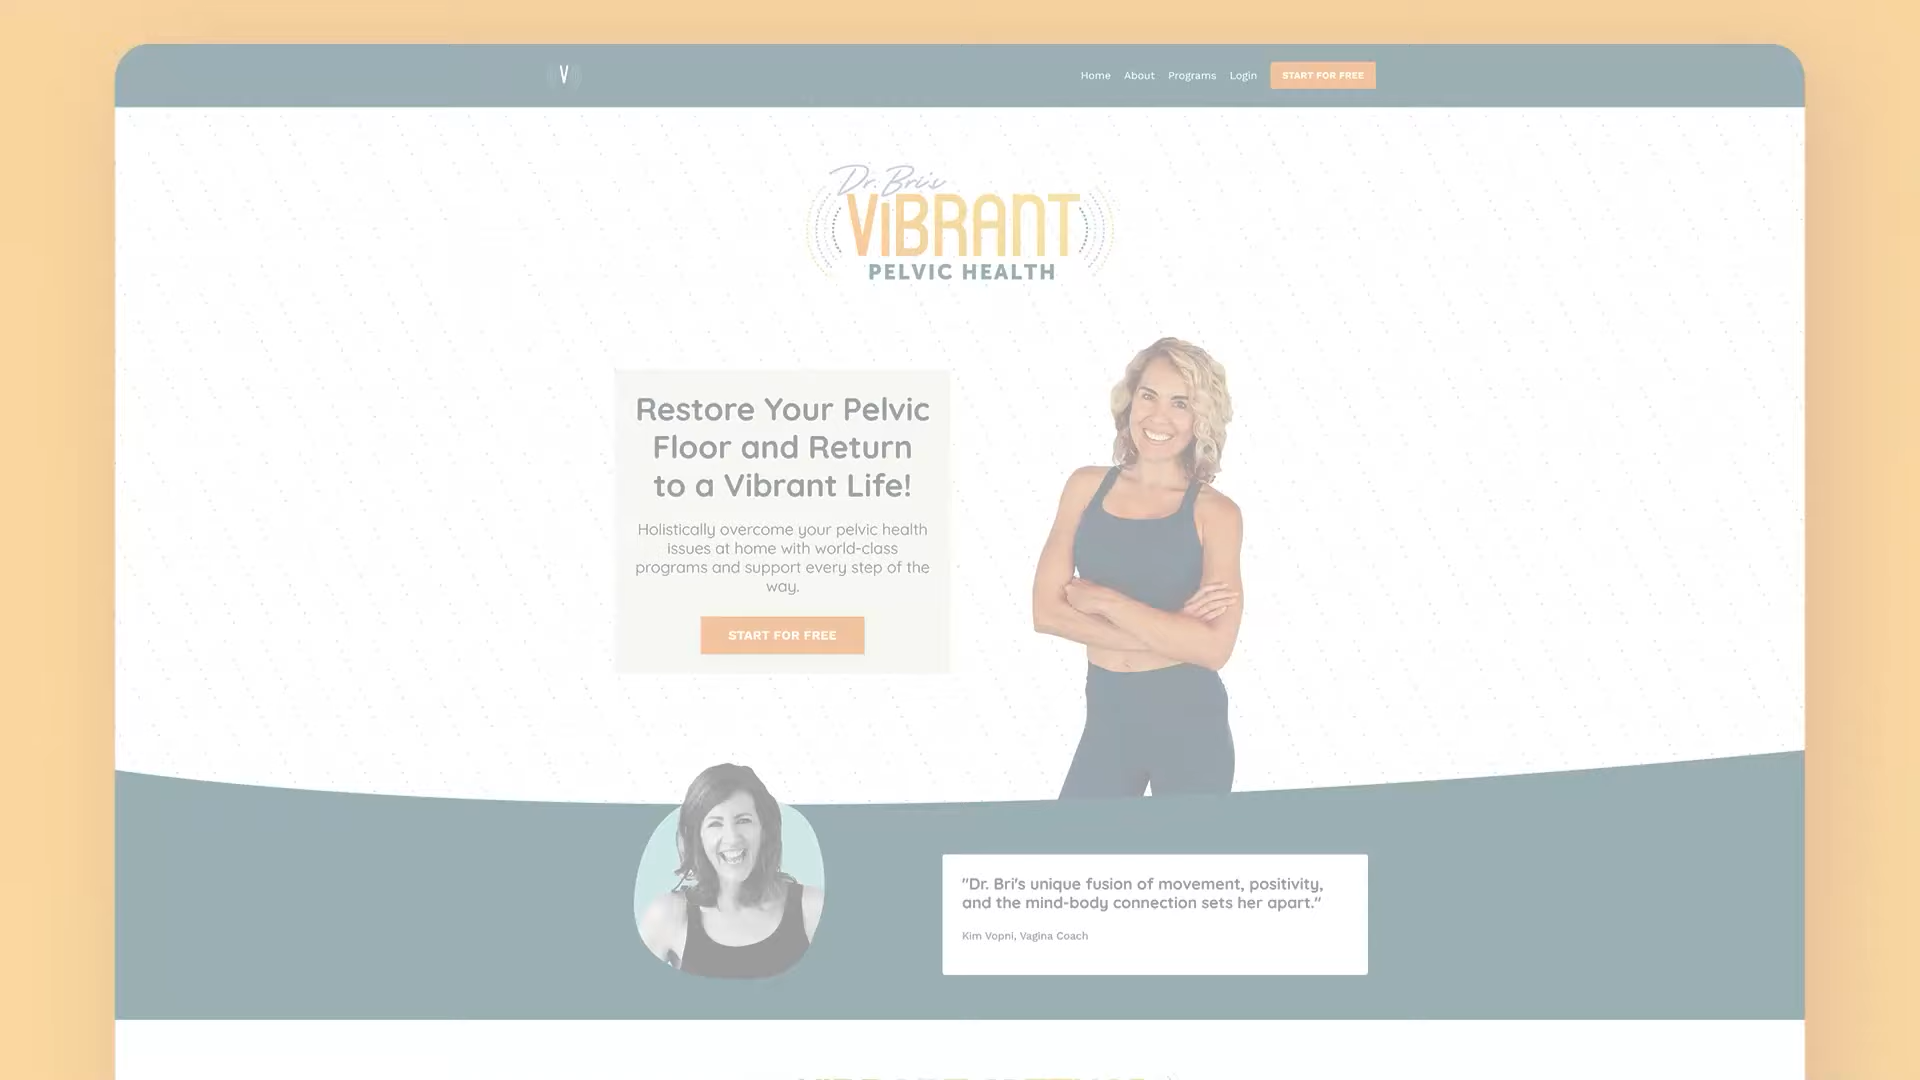 V
Home About Programs Login START FOR FREE
Dr. Bri's
ViBRANT
PELVIC HEALTH
Restore Your Pelvic
Floor and Return
to a Vibrant Life!
Holistically overcome your pelvic health
issues at home with world-class
programs and support every step of the
way.
START FOR FREE
"Dr. Bri's unique fusion of movement, positivity,
and the mind-body connection sets her apart."
Kim Vopni, Vagina Coach